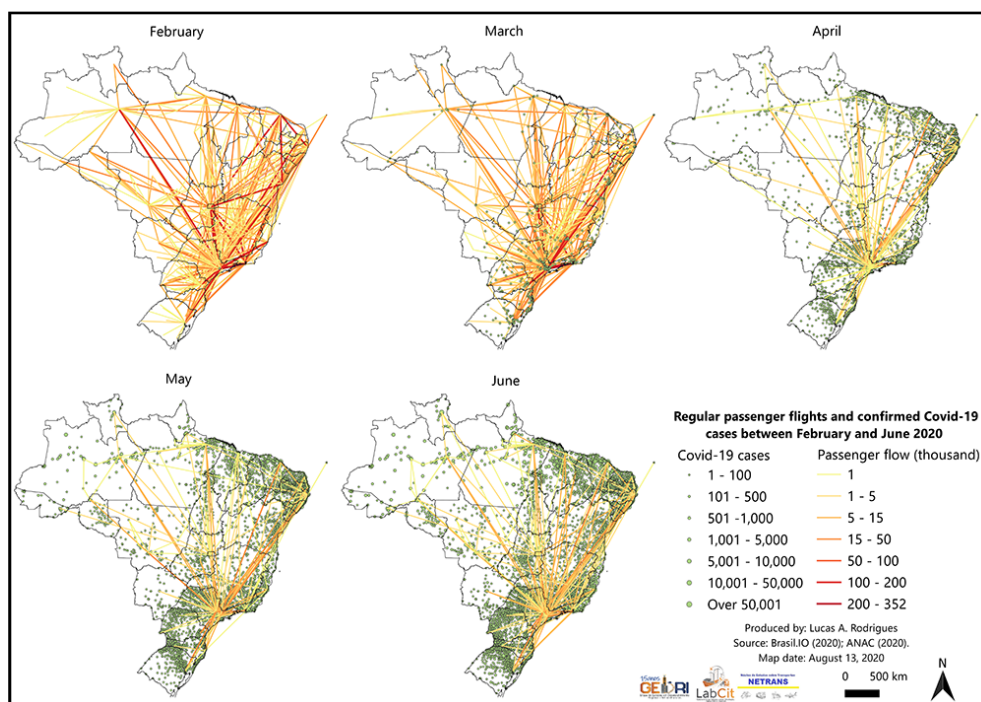 February
March
April
May
June
Regular passenger flights and confirmed Covid-19
cases between February and June 2020
Covid-19 cases
1 - 100
101 - 500
501 -1,000
1,001 - 5,000
5,001 - 10,000
10,001 - 50,000
Over 50,001
Passenger flow (thousand)
1
1 - 5
5 - 15
15 - 50
50 - 100
100 - 200
200 - 352
Produced by: Lucas A. Rodrigues
Source: Brasil.IO (2020); ANAC (2020).
Map date: August 13, 2020
15anos
LabCit
NETRANS
0 500 km
N